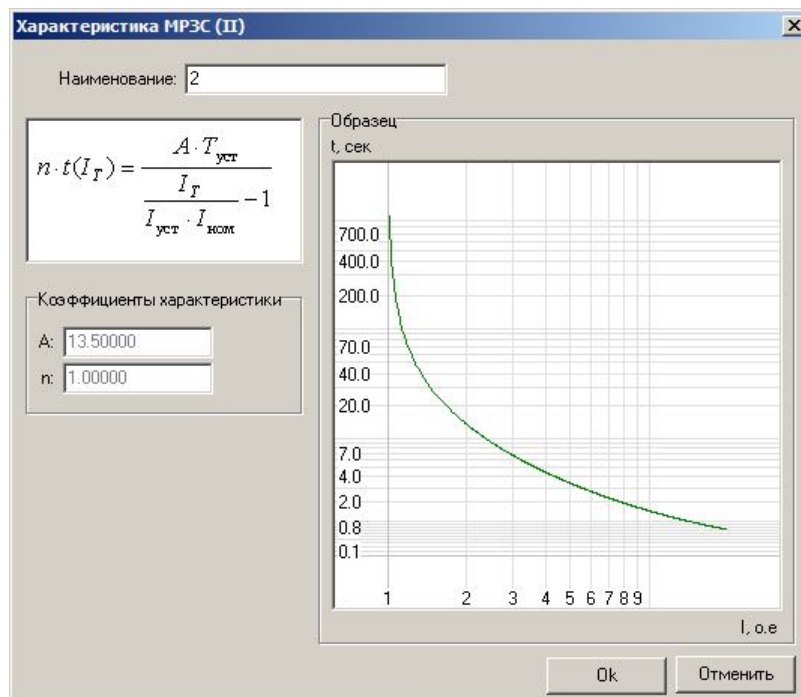 Характеристика МРЗС (II)
Наименование: 2
n · t(I_T) = A · T_уст / (I_T / (I_уст · I_ном) − 1)
Коэффициенты характеристики
A: 13.50000
n: 1.00000
Образец
t, сек
700.0
400.0
200.0
70.0
40.0
20.0
7.0
4.0
2.0
0.8
0.1
1 2 3 4 5 6 7 8 9
I, о.е
Ok Отменить